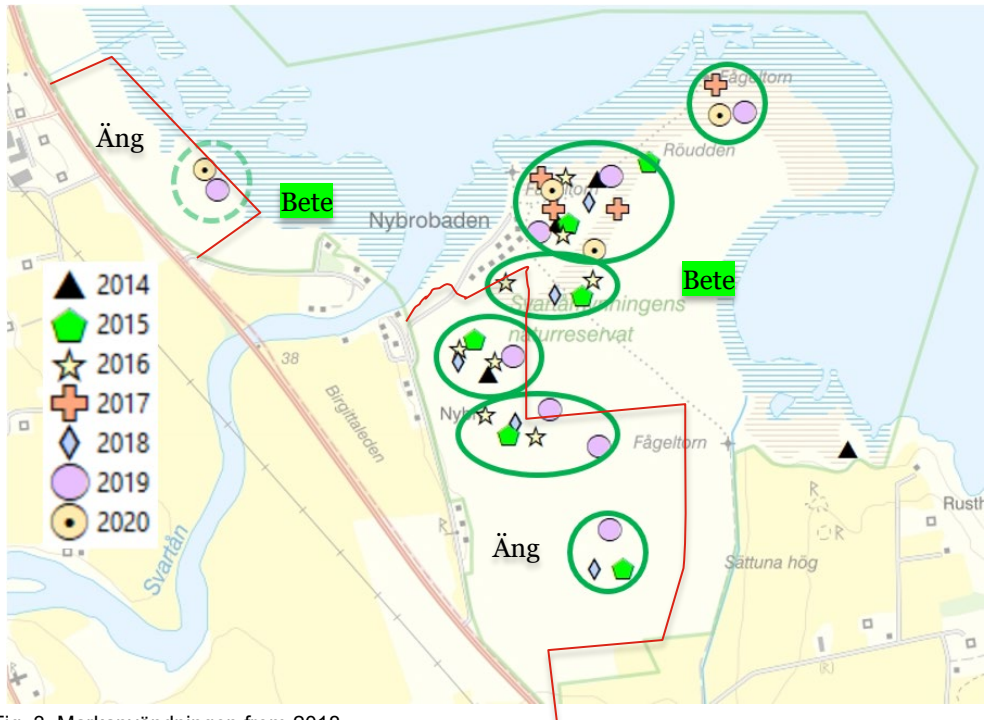 Fågeltorn
Äng
Röudden
Bete
Nybrobaden
Bete
2014
2015
2016
2017
2018
2019
2020
naturreservat
38
Birgittaleden
Fågeltorn
Rusth
R
R
R
Äng
Sättuna hög
Svartån
(R)